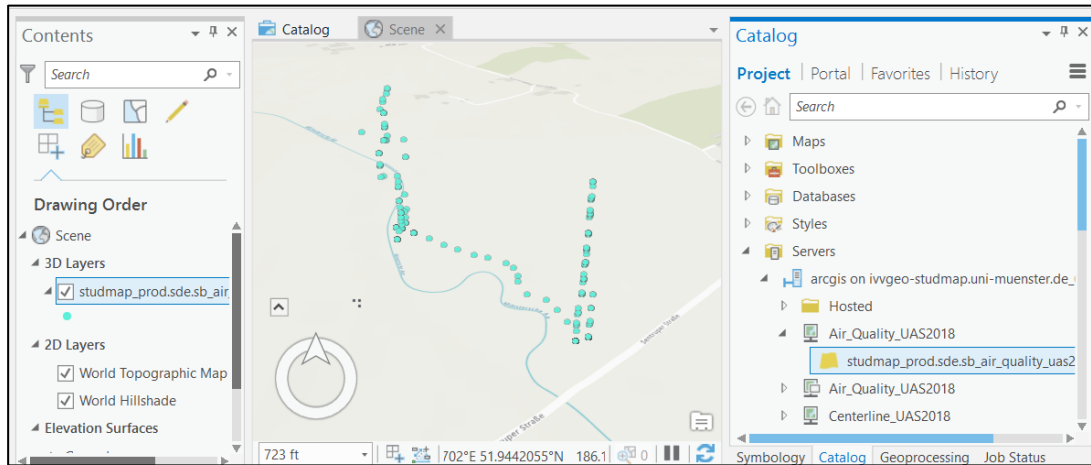 Contents
Search
Drawing Order
Scene
3D Layers
studmap_prod.sde.sb_air_
2D Layers
World Topographic Map
World Hillshade
Elevation Surfaces
Catalog
Scene
Sentruper Straße
723 ft
702°E 51.9442055°N 186.1
0
Catalog
Project
Portal
Favorites
History
Search
Maps
Toolboxes
Databases
Styles
Servers
arcgis on ivvgeo-studmap.uni-muenster.de_
Hosted
Air_Quality_UAS2018
studmap_prod.sde.sb_air_quality_uas2
Air_Quality_UAS2018
Centerline_UAS2018
Symbology
Catalog
Geoprocessing
Job Status